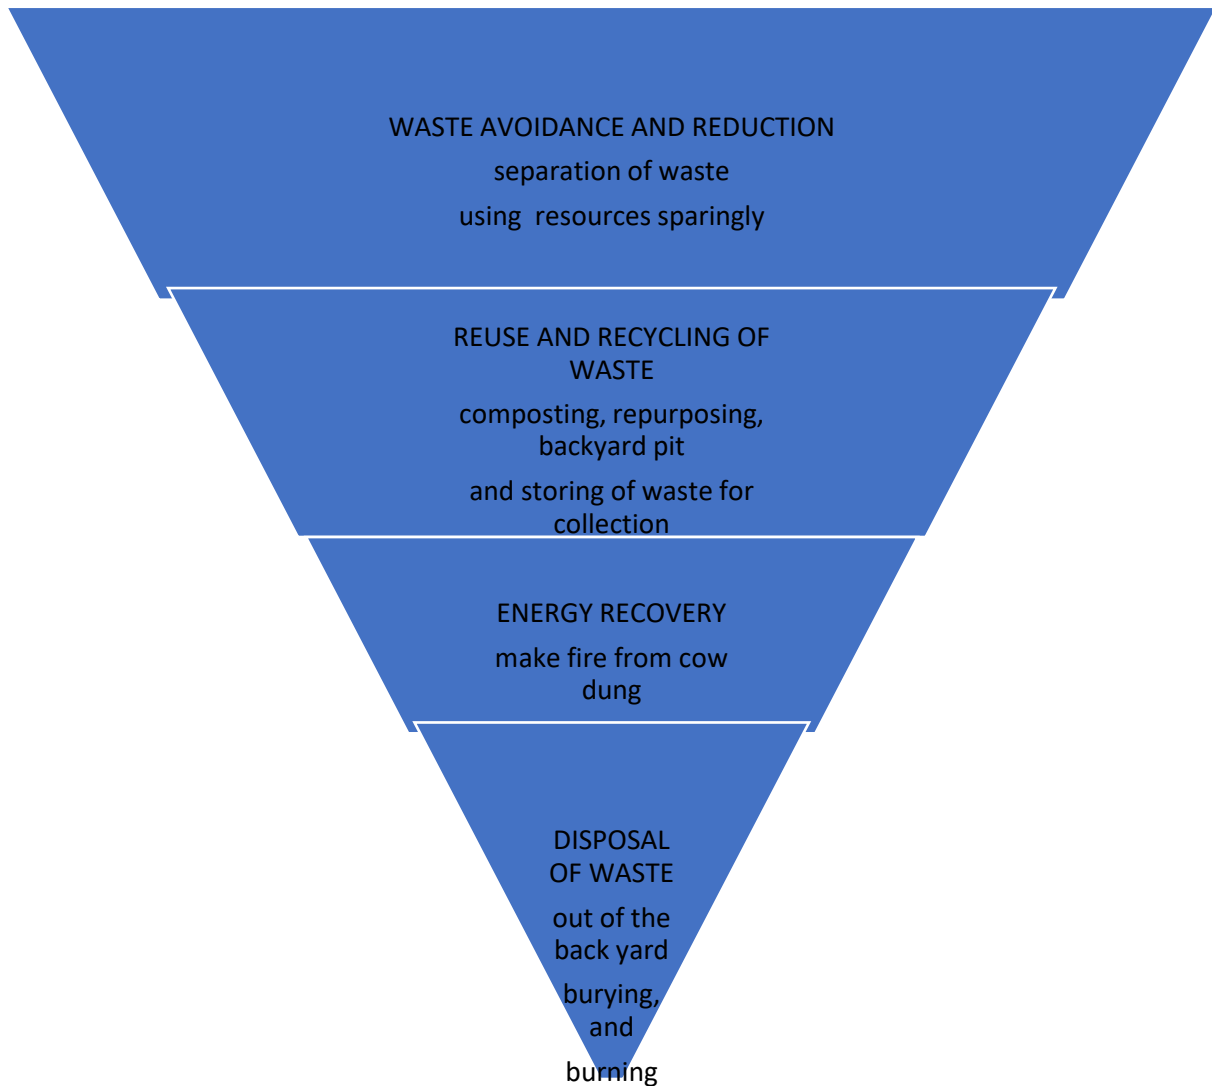 WASTE AVOIDANCE AND REDUCTION
separation of waste
using  resources sparingly
REUSE AND RECYCLING OF
WASTE
composting, repurposing,
backyard pit
and storing of waste for
collection
ENERGY RECOVERY
make fire from cow
dung
DISPOSAL
OF WASTE
out of the
back yard
burying,
and
burning